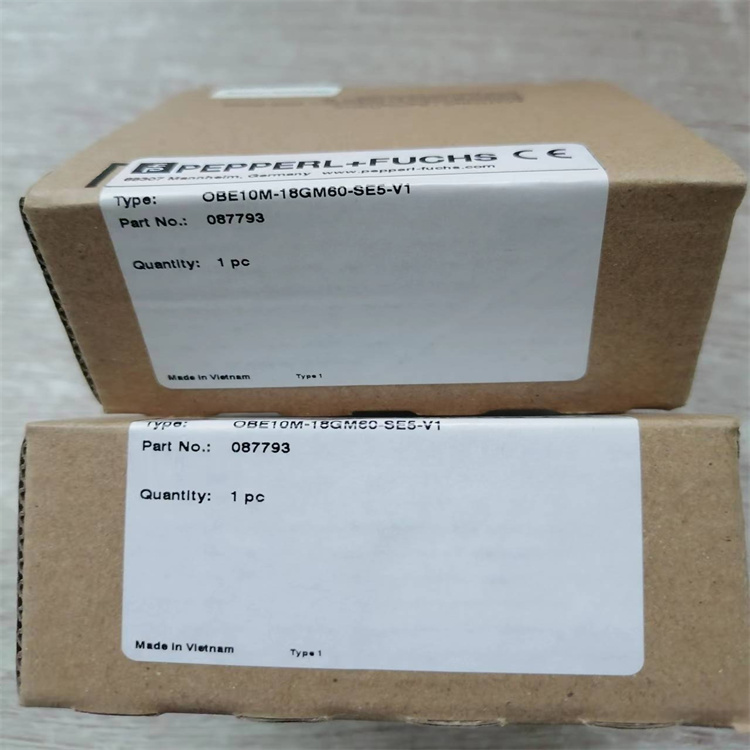 PEPPERL+FUCHS CE
68307 Mannheim, Germany www.pepperl-fuchs.com
Type: OBE10M-18GM60-SE5-V1
Part No.: 087793
Quantity: 1 pc
Made in Vietnam Type 1
Type: OBE10M-18GM60-SE5-V1
Part No.: 087793
Quantity: 1 pc
Made in Vietnam Type 1